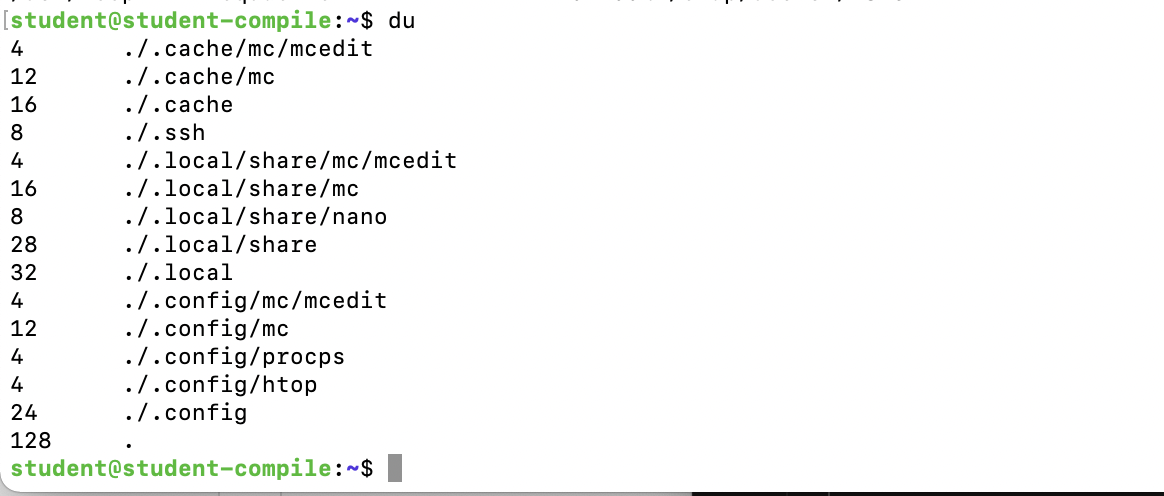 student@student-compile:~$ du
4 ./.cache/mc/mcedit
12 ./.cache/mc
16 ./.cache
8 ./.ssh
4 ./.local/share/mc/mcedit
16 ./.local/share/mc
8 ./.local/share/nano
28 ./.local/share
32 ./.local
4 ./.config/mc/mcedit
12 ./.config/mc
4 ./.config/procps
4 ./.config/htop
24 ./.config
128 .
student@student-compile:~$